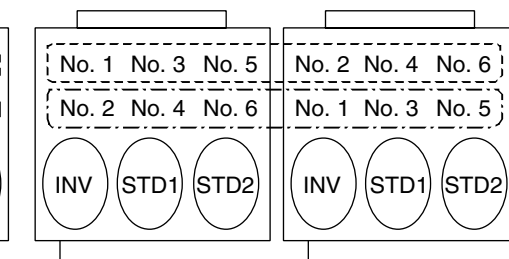 No. 1 No. 3 No. 5 No. 2 No. 4 No. 6
No. 2 No. 4 No. 6 No. 1 No. 3 No. 5
INV STD1 STD2 INV STD1 STD2